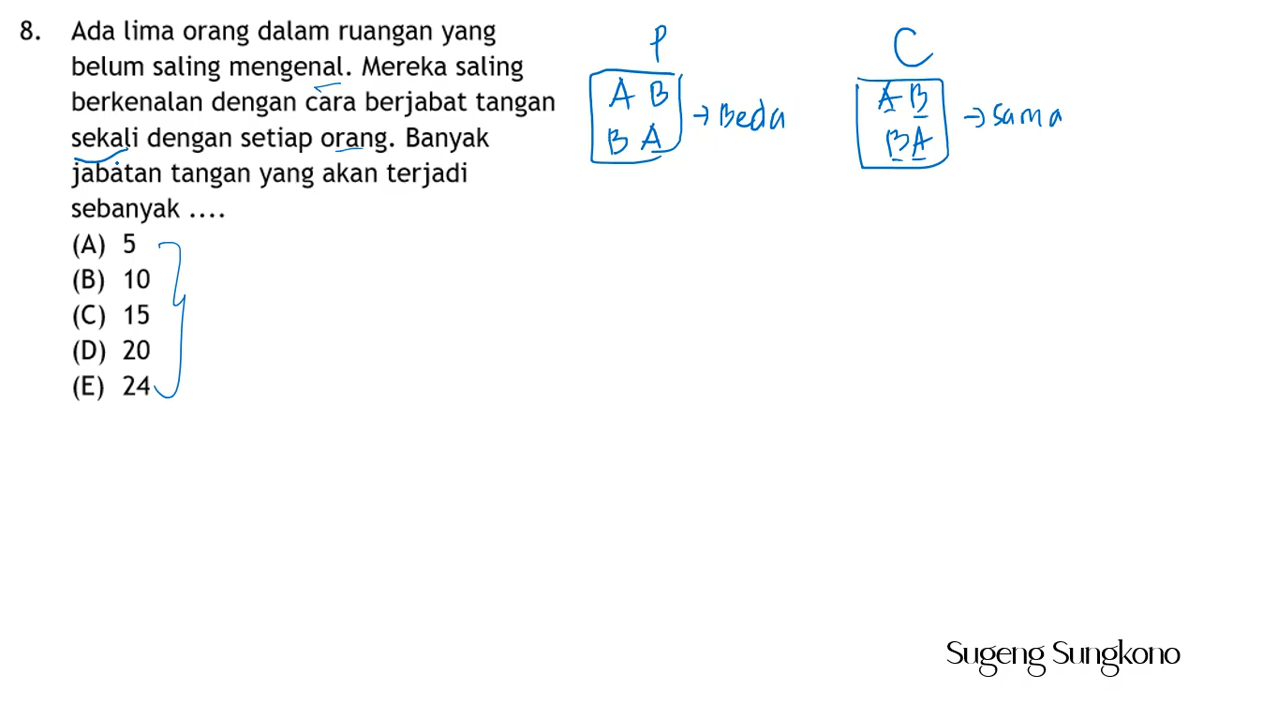 8. Ada lima orang dalam ruangan yang
belum saling mengenal. Mereka saling
berkenalan dengan cara berjabat tangan
sekali dengan setiap orang. Banyak
jabatan tangan yang akan terjadi
sebanyak ....
(A) 5
(B) 10
(C) 15
(D) 20
(E) 24
P
A B
B A
→ Beda
C
A B
B A
→ sama
Sugeng Sungkono